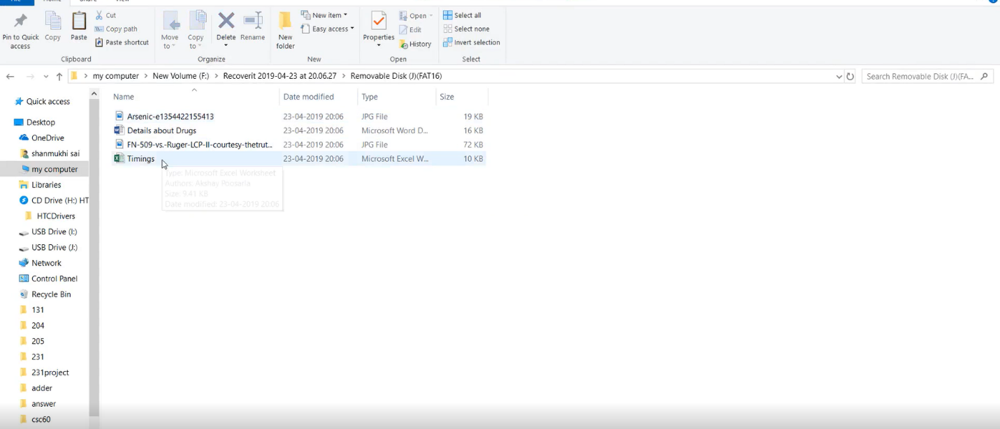 Home Share View
Pin to Quick access
Copy
Paste
Cut
Copy path
Paste shortcut
Clipboard
Move to
Copy to
Delete
Rename
Organize
New folder
New item
Easy access
New
Properties
Open
Edit
History
Open
Select all
Select none
Invert selection
Select
my computer > New Volume (F:) > Recoverit 2019-04-23 at 20.06.27 > Removable Disk (J)(FAT16)
Search Removable Disk (J)(FA...
Name Date modified Type Size
Arsenic-e1354422155413 23-04-2019 20:06 JPG File 19 KB
Details about Drugs 23-04-2019 20:06 Microsoft Word D... 16 KB
FN-509-vs.-Ruger-LCP-II-courtesy-thetrut... 23-04-2019 20:06 JPG File 72 KB
Timings 23-04-2019 20:06 Microsoft Excel W... 10 KB
Type: Microsoft Excel Worksheet
Authors: Akshay
Size: 9.41 KB
Date modified: 23-04-2019 20:06
Quick access
Desktop
OneDrive
shanmukhi sai
my computer
Libraries
CD Drive (H:) HT
HTCDrivers
USB Drive (I:)
USB Drive (J:)
Network
Control Panel
Recycle Bin
131
204
205
231
231project
adder
answer
csc60